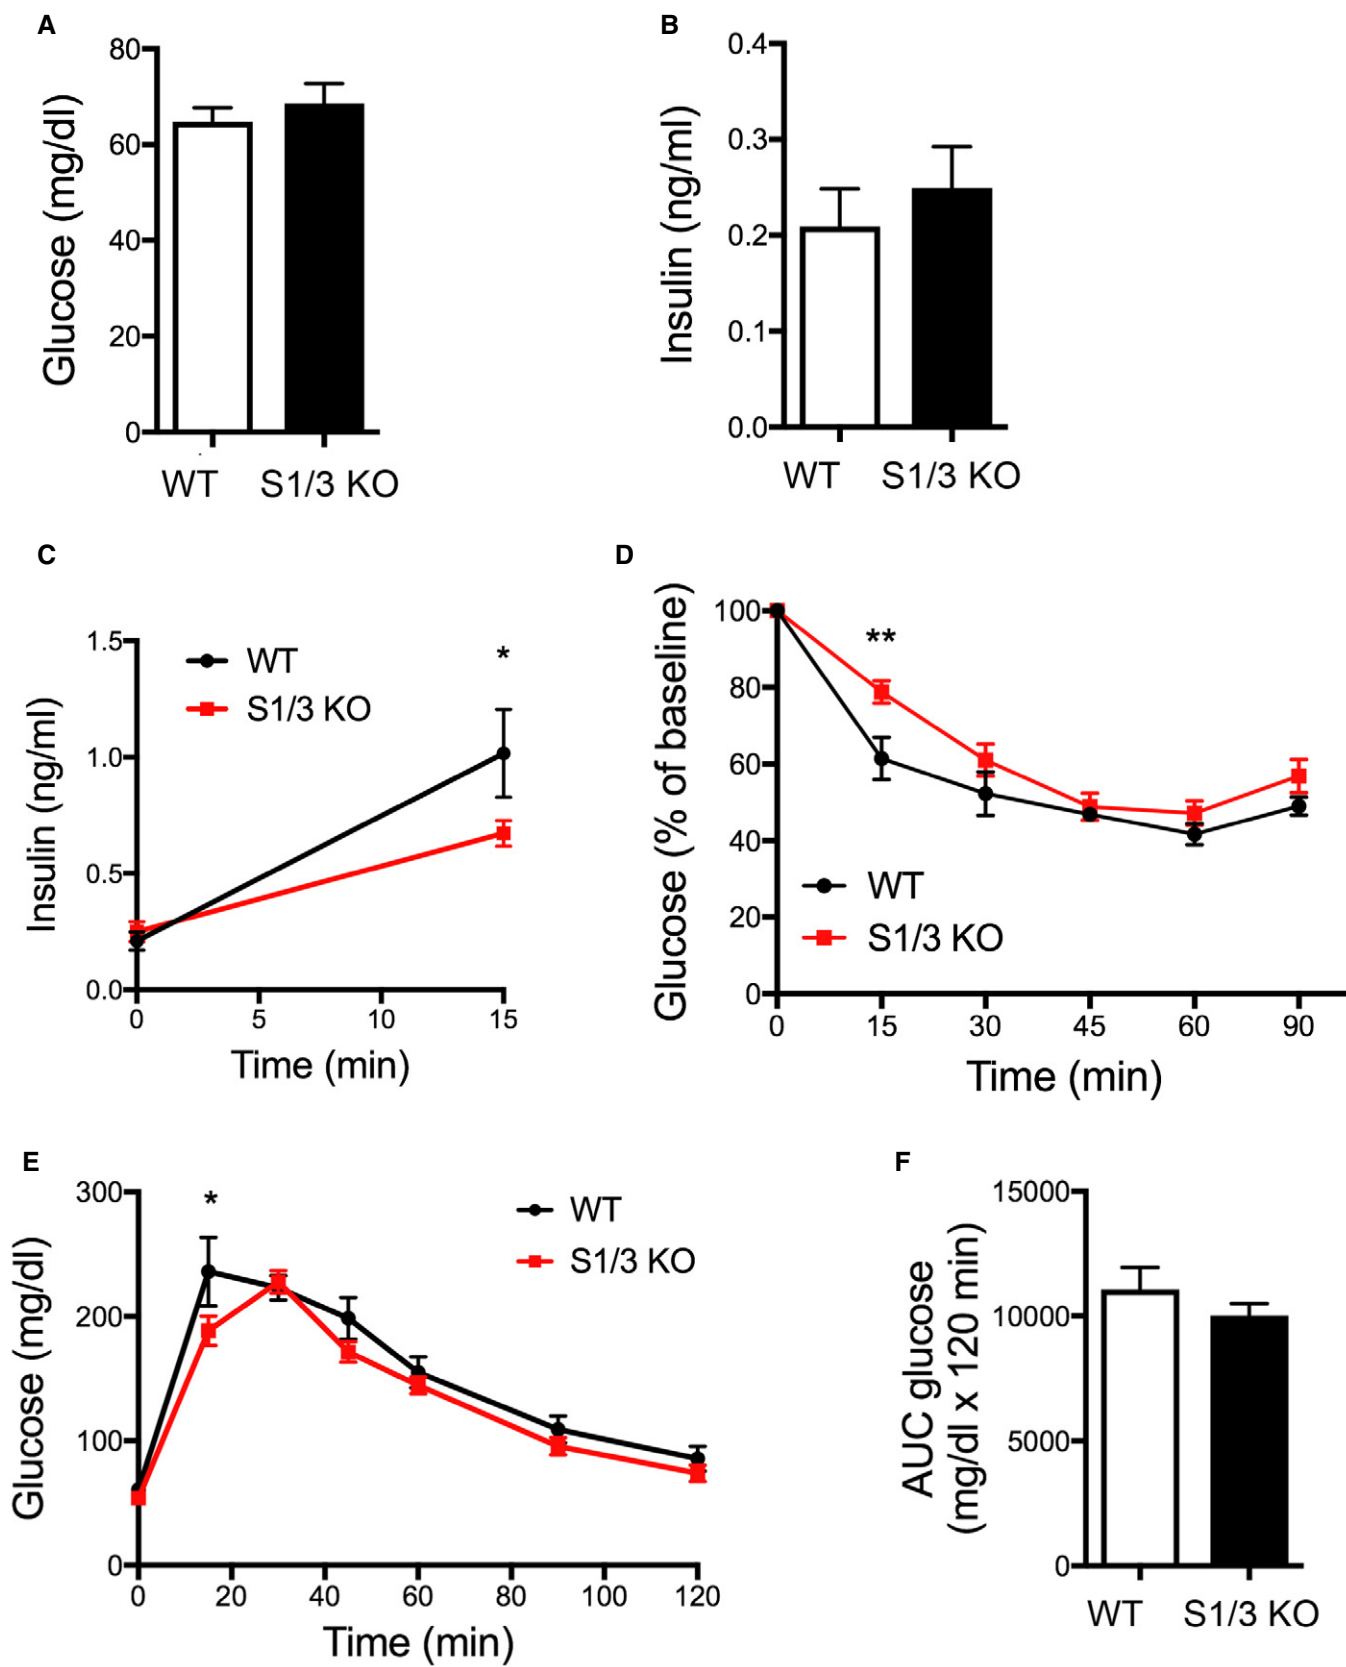 A
80
60
40
20
0
Glucose (mg/dl)
WT S1/3 KO
B
0.4
0.3
0.2
0.1
0.0
Insulin (ng/ml)
WT S1/3 KO
C
1.5
1.0
0.5
0.0
Insulin (ng/ml)
WT
S1/3 KO
*
0 5 10 15
Time (min)
D
100
80
60
40
20
0
Glucose (% of baseline)
**
WT
S1/3 KO
0 15 30 45 60 90
Time (min)
E
300
200
100
0
Glucose (mg/dl)
*
WT
S1/3 KO
0 20 40 60 80 100 120
Time (min)
F
15000
10000
5000
0
AUC glucose
(mg/dl x 120 min)
WT S1/3 KO